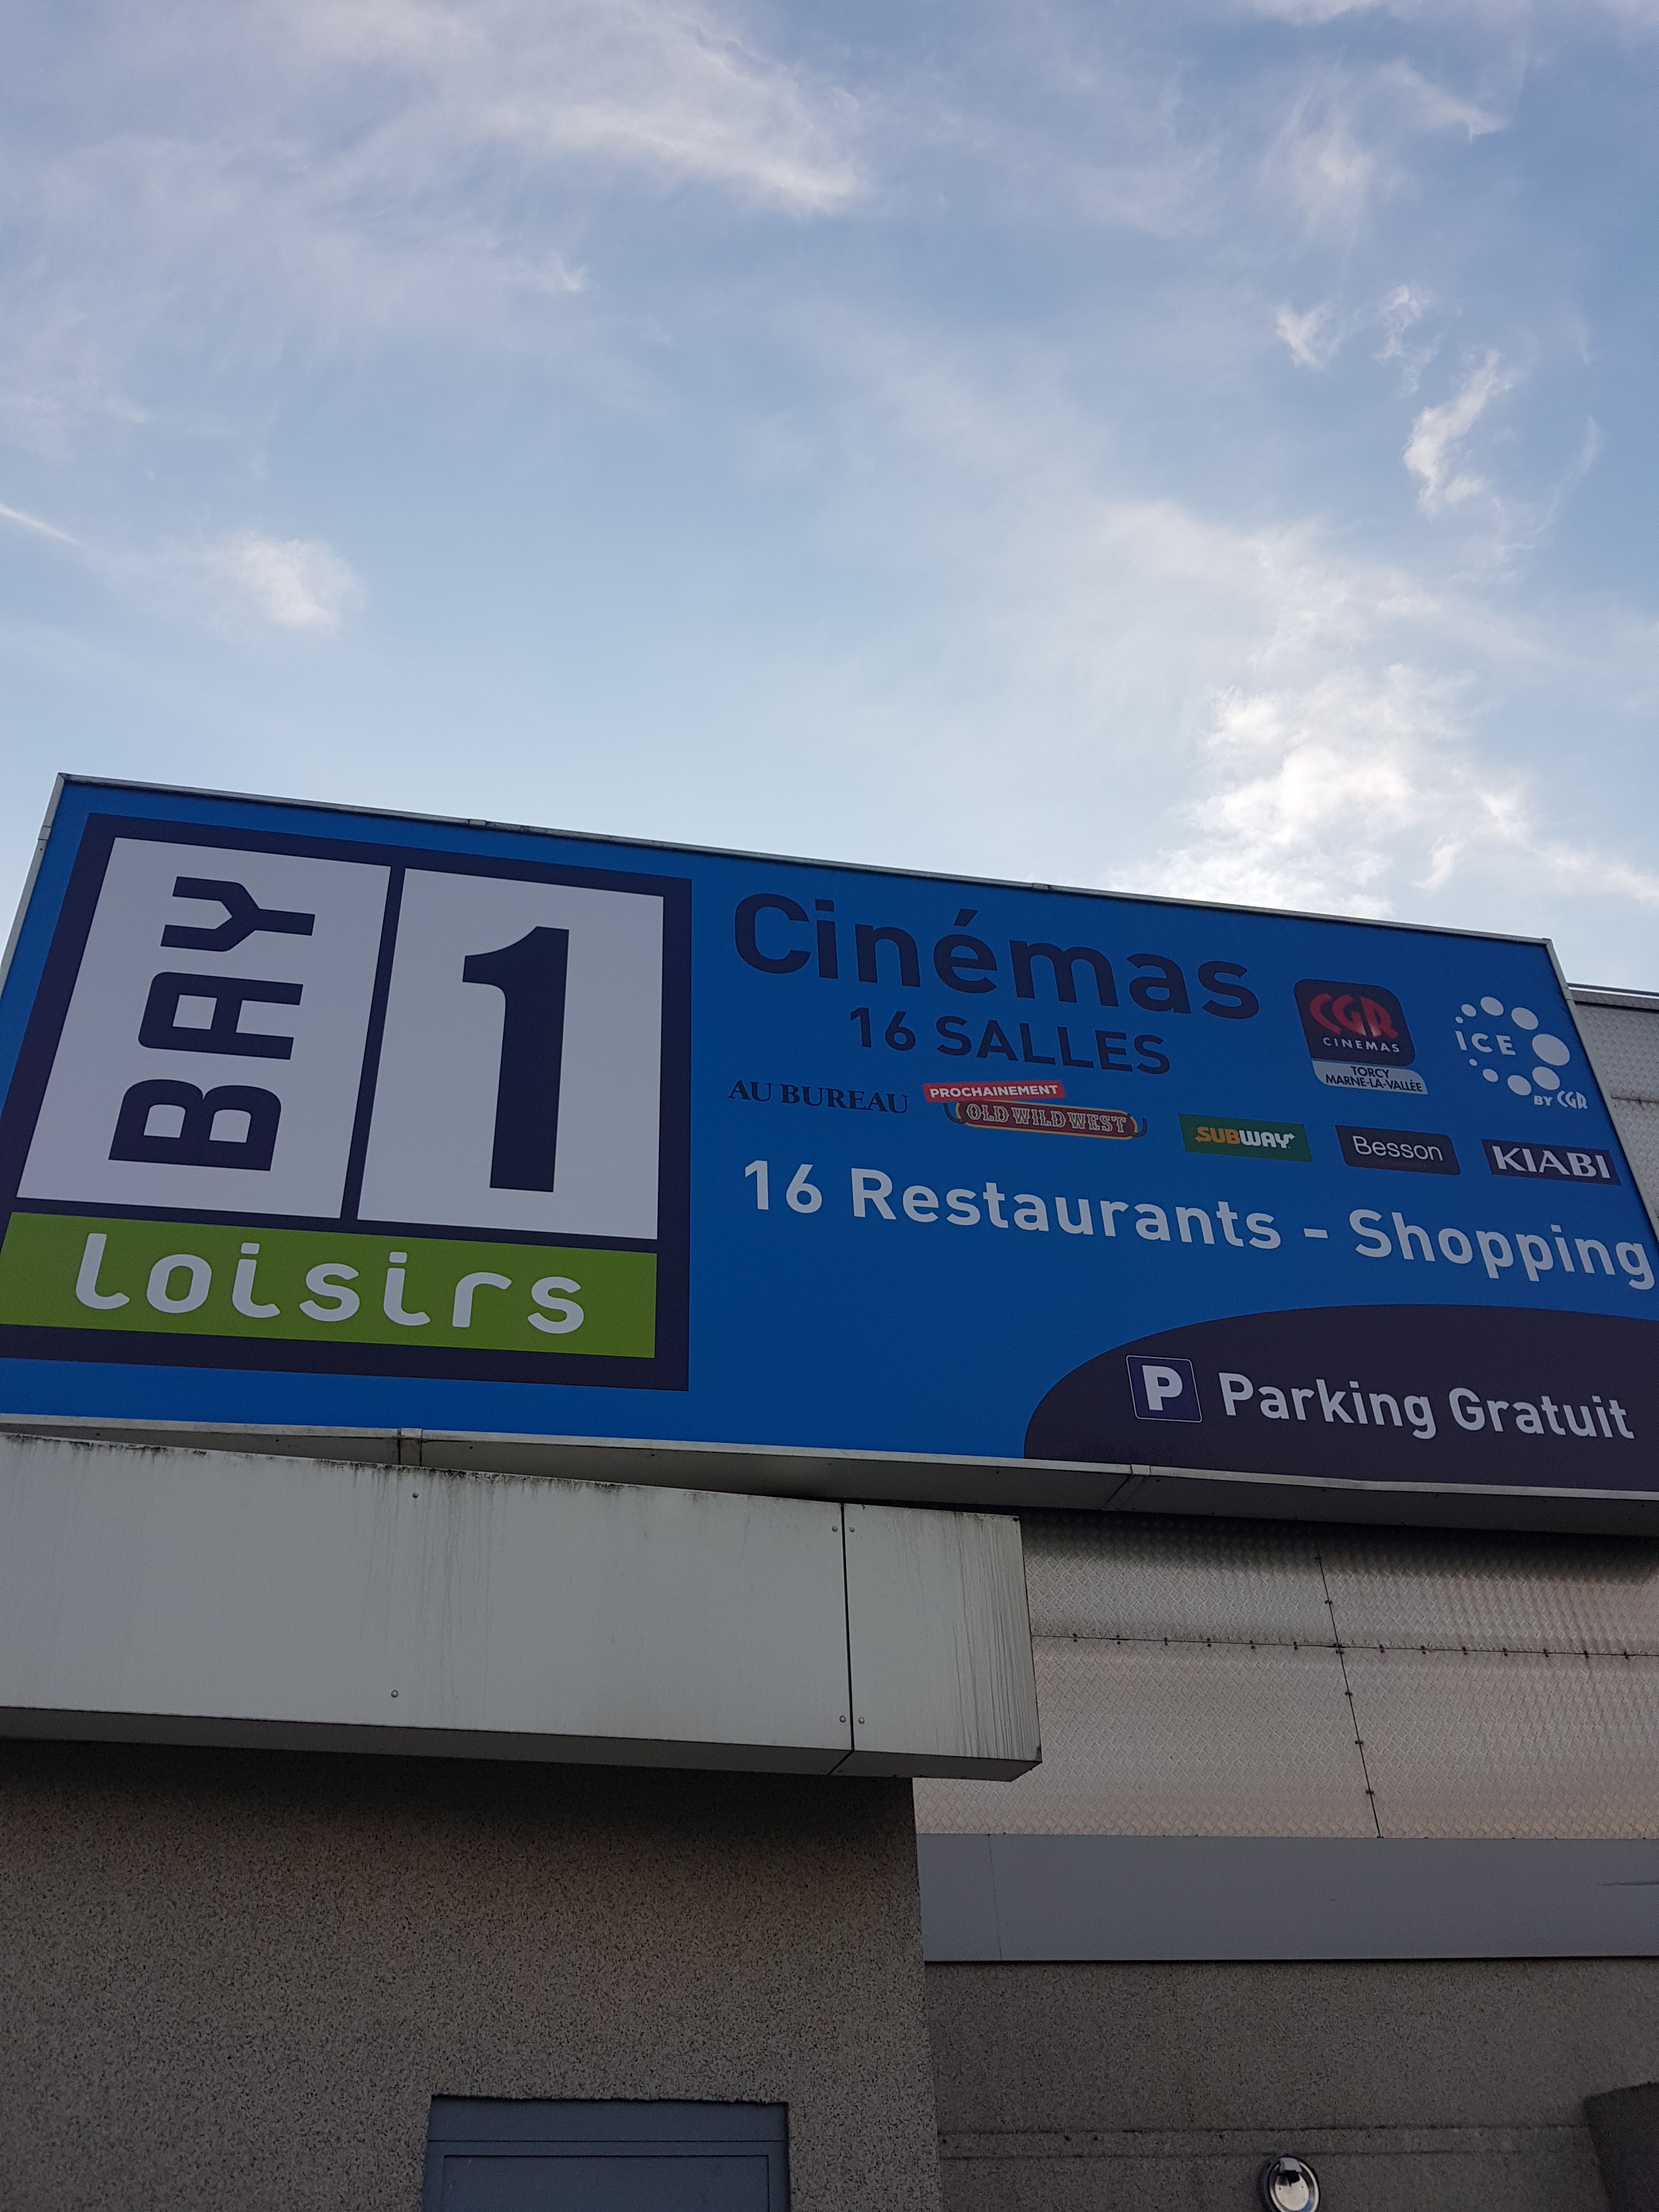 BAY 1
Loisirs
Cinémas
16 SALLES
CGR
CINEMAS
TORCY
MARNE-LA-VALLÉE
ICE
BY CGR
AU BUREAU
PROCHAINEMENT
OLD WILD WEST
SUBWAY
Besson
KIABI
16 Restaurants - Shopping
P Parking Gratuit